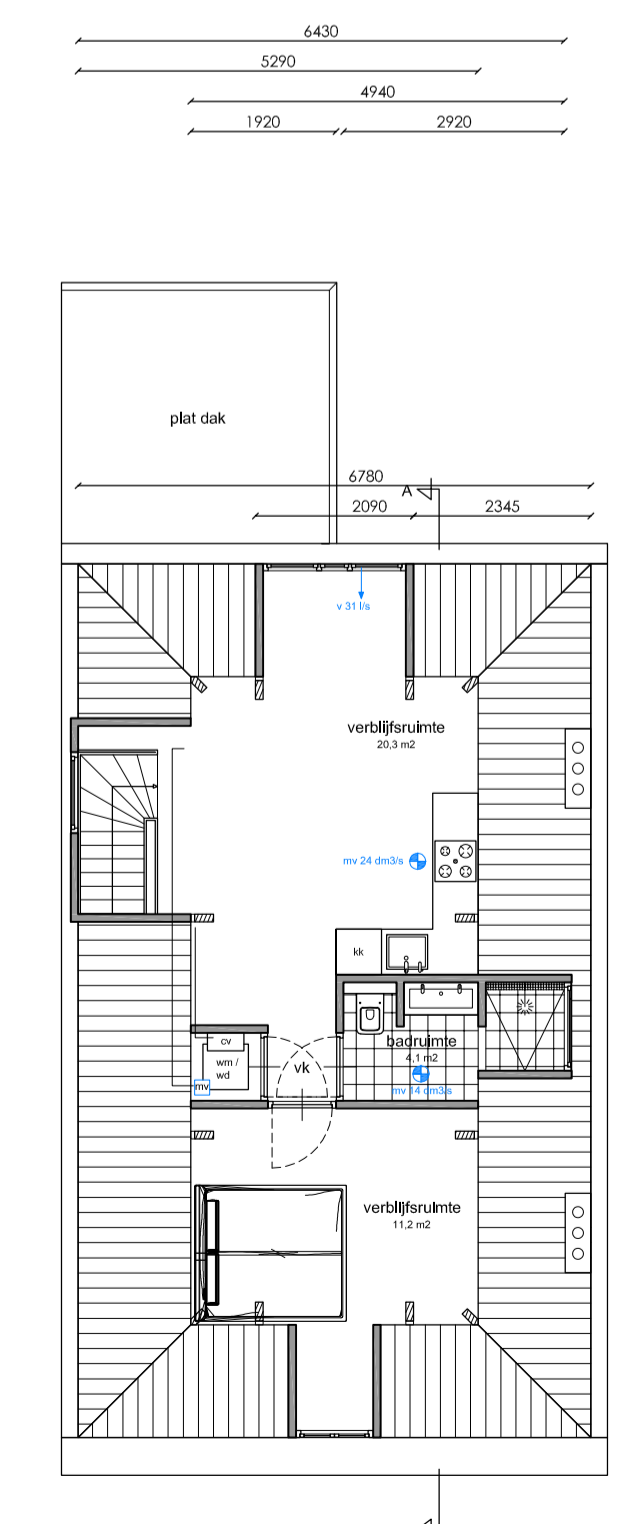 6430
5290
4940
1920
2920
plat dak
6780
A
2090
2345
v 31 l/s
verblijfsruimte
20,3 m2
mv 24 dm3/s
kk
cv
wm /
wd
mv
vk
badruimte
4,1 m2
mv 14 dm3/s
verblijfsruimte
11,2 m2